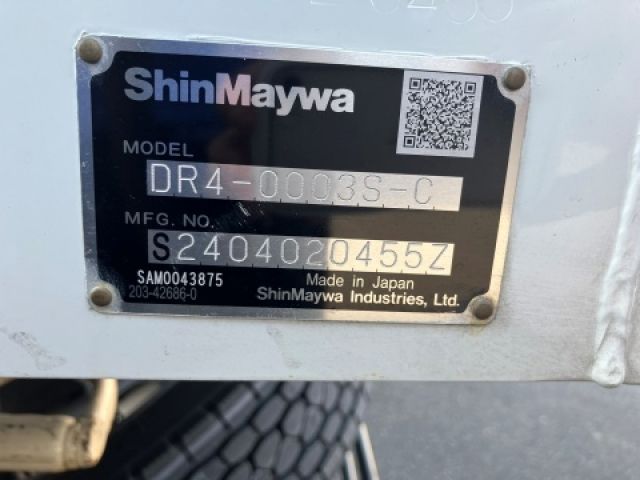 ShinMaywa
MODEL
DR4-0003S-C
MFG. NO.
S2404020455Z
SAM0043875
Made in Japan
203-42686-0
ShinMaywa Industries, Ltd.